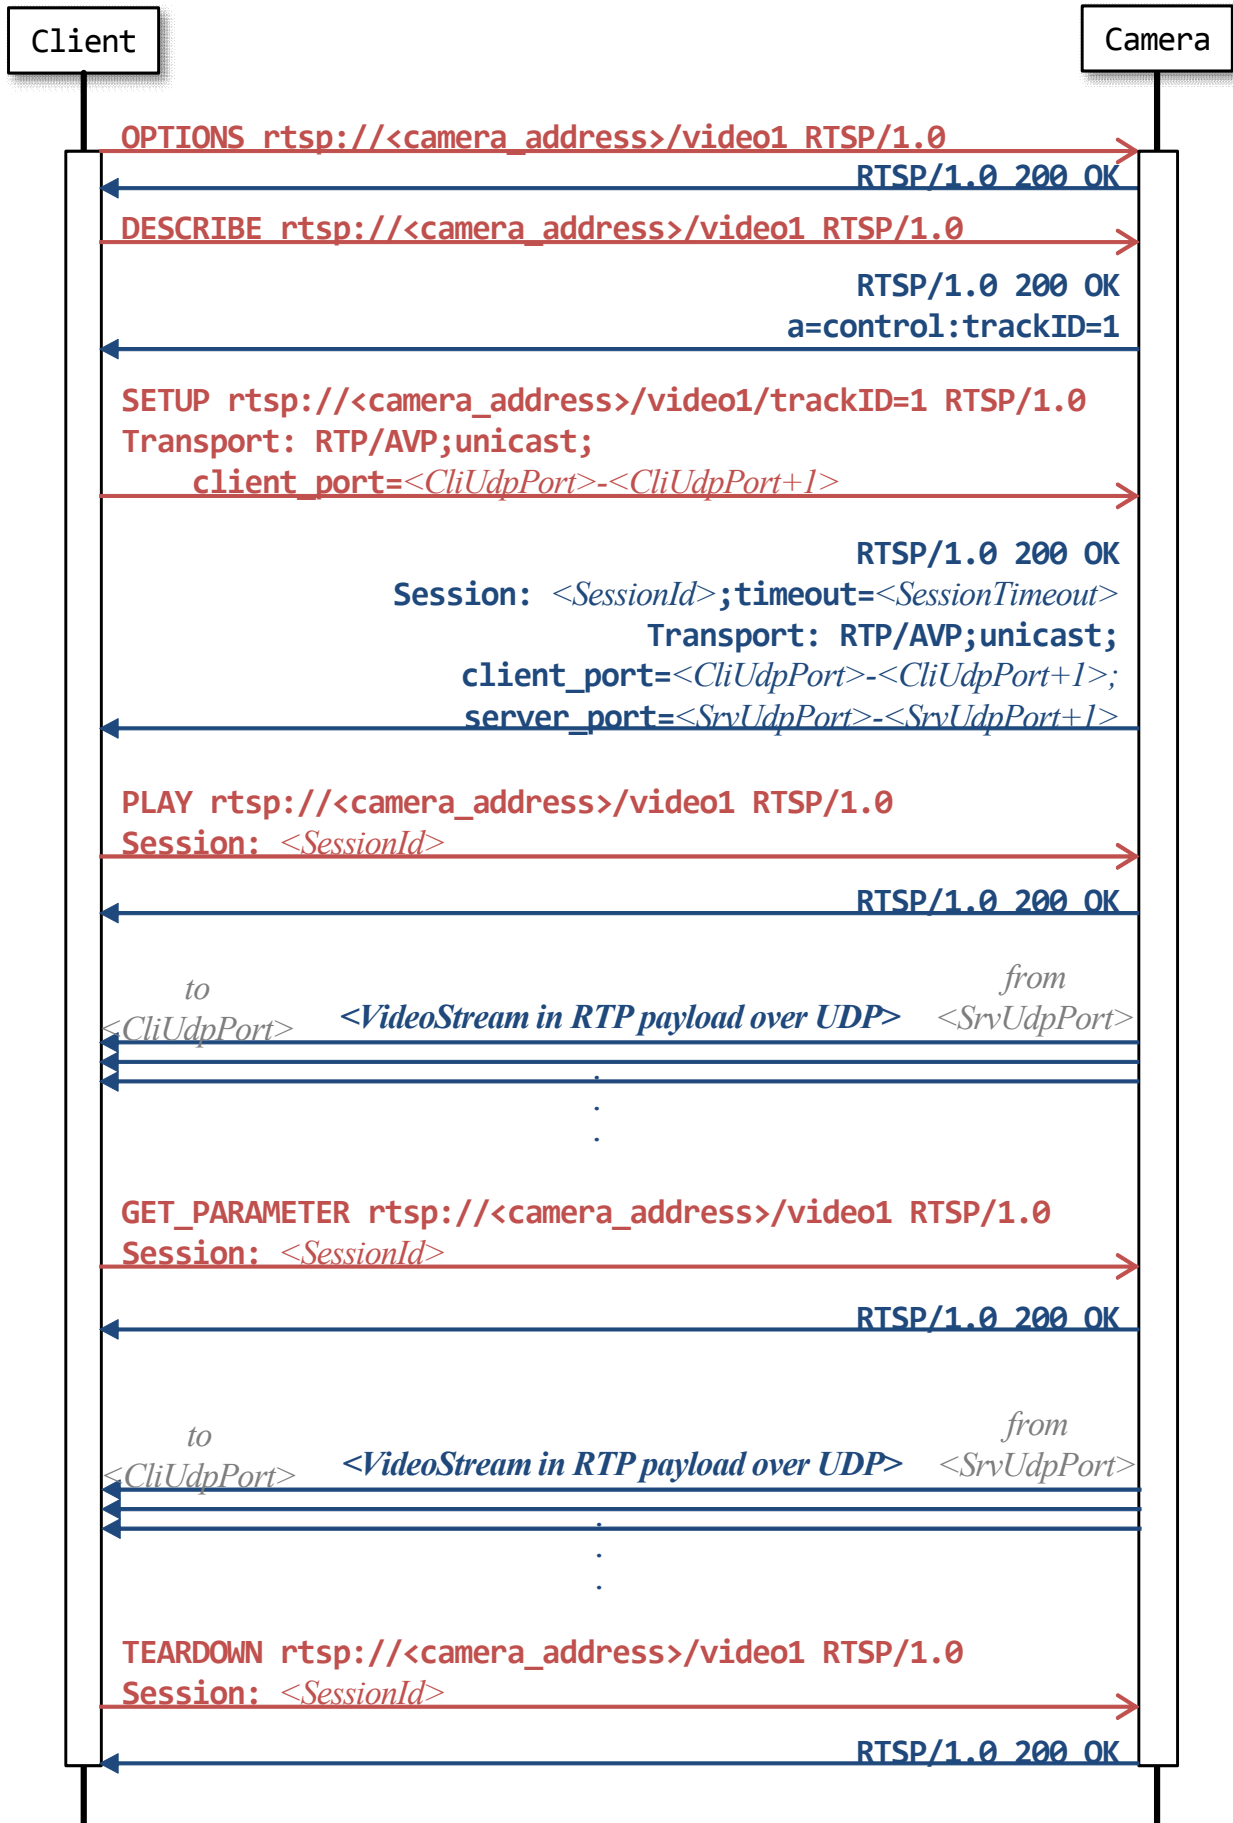 Client
Camera
OPTIONS rtsp://<camera_address>/video1 RTSP/1.0
RTSP/1.0 200 OK
DESCRIBE rtsp://<camera_address>/video1 RTSP/1.0
RTSP/1.0 200 OK
a=control:trackID=1
SETUP rtsp://<camera_address>/video1/trackID=1 RTSP/1.0
Transport: RTP/AVP;unicast;
client_port=<CliUdpPort>-<CliUdpPort+1>
RTSP/1.0 200 OK
Session: <SessionId>;timeout=<SessionTimeout>
Transport: RTP/AVP;unicast;
client_port=<CliUdpPort>-<CliUdpPort+1>;
server_port=<SrvUdpPort>-<SrvUdpPort+1>
PLAY rtsp://<camera_address>/video1 RTSP/1.0
Session: <SessionId>
RTSP/1.0 200 OK
to
<CliUdpPort>
<VideoStream in RTP payload over UDP>
from
<SrvUdpPort>
.
.
.
GET_PARAMETER rtsp://<camera_address>/video1 RTSP/1.0
Session: <SessionId>
RTSP/1.0 200 OK
to
<CliUdpPort>
<VideoStream in RTP payload over UDP>
from
<SrvUdpPort>
.
.
.
TEARDOWN rtsp://<camera_address>/video1 RTSP/1.0
Session: <SessionId>
RTSP/1.0 200 OK